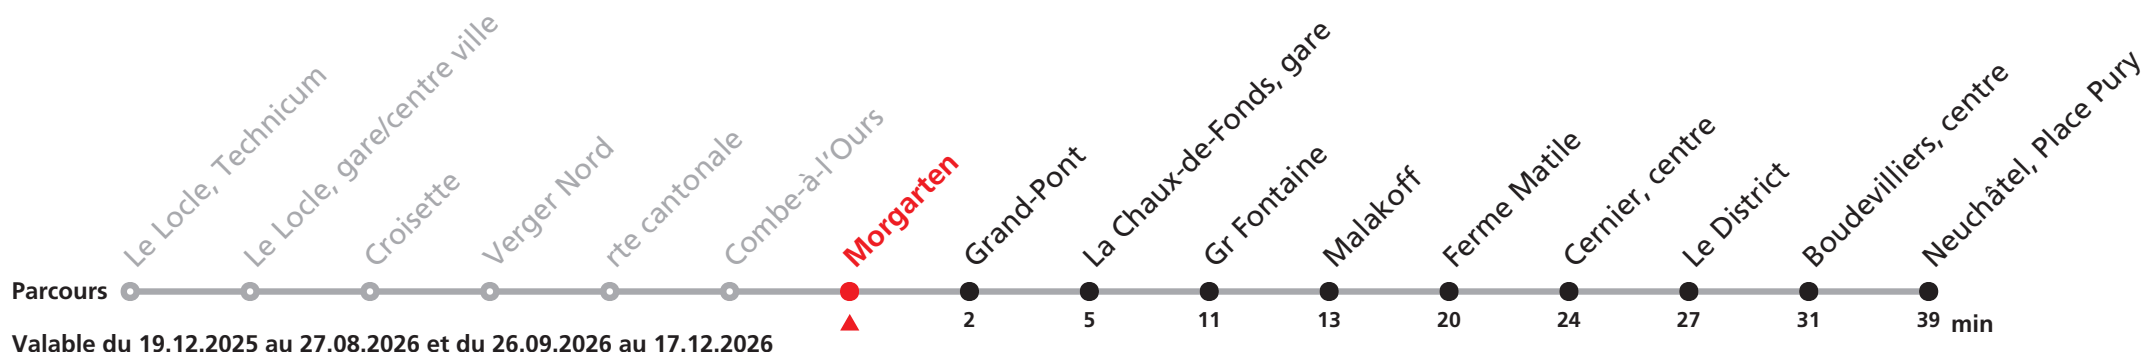 Le Locle, Technicum
Le Locle, gare/centre ville
Croisette
Verger Nord
rte cantonale
Combe-à-l'Ours
Morgarten
Grand-Pont
La Chaux-de-Fonds, gare
Gr Fontaine
Malakoff
Ferme Matile
Cernier, centre
Le District
Boudevilliers, centre
Neuchâtel, Place Pury
Parcours
2 5 11 13 20 24 27 31 39 min
Valable du 19.12.2025 au 27.08.2026 et du 26.09.2026 au 17.12.2026